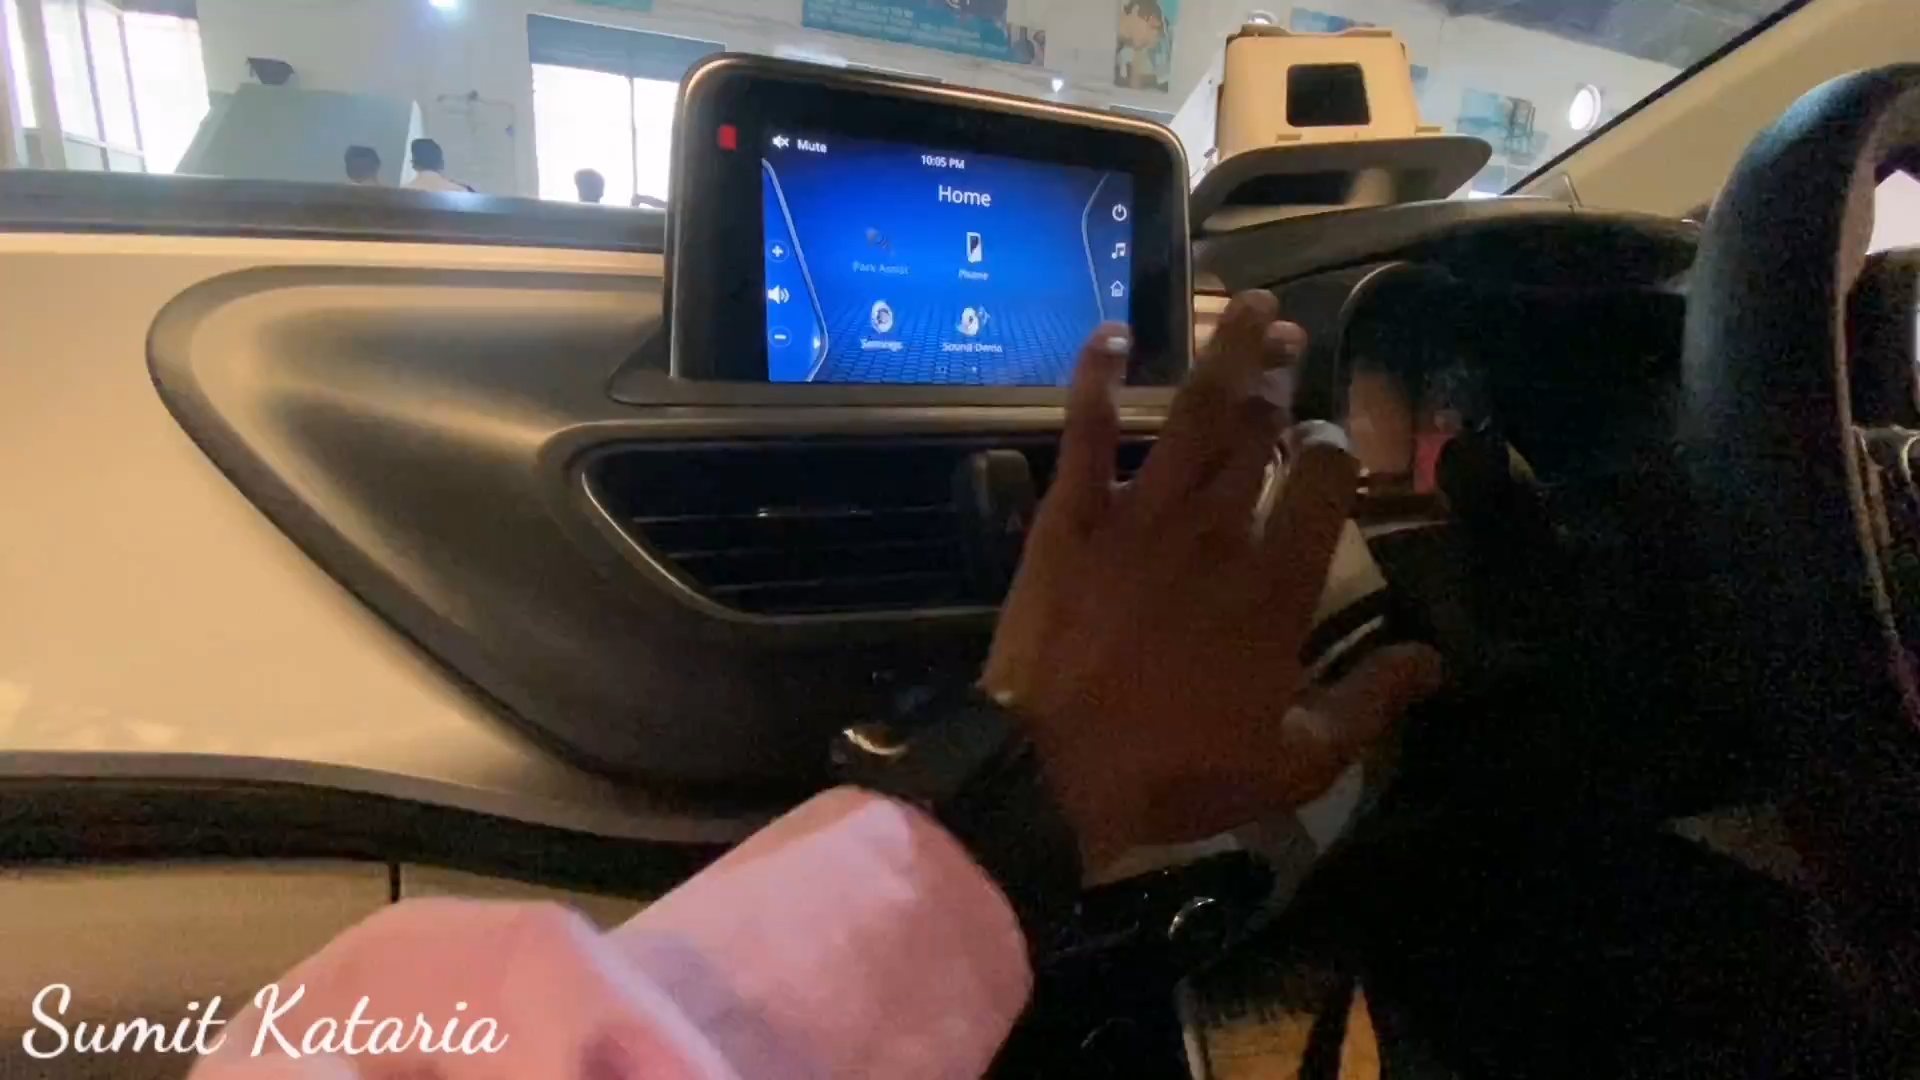 Mute
10:05 PM
Home
Park Assist
Phone
Settings
Sound Demo
Sumit Kataria